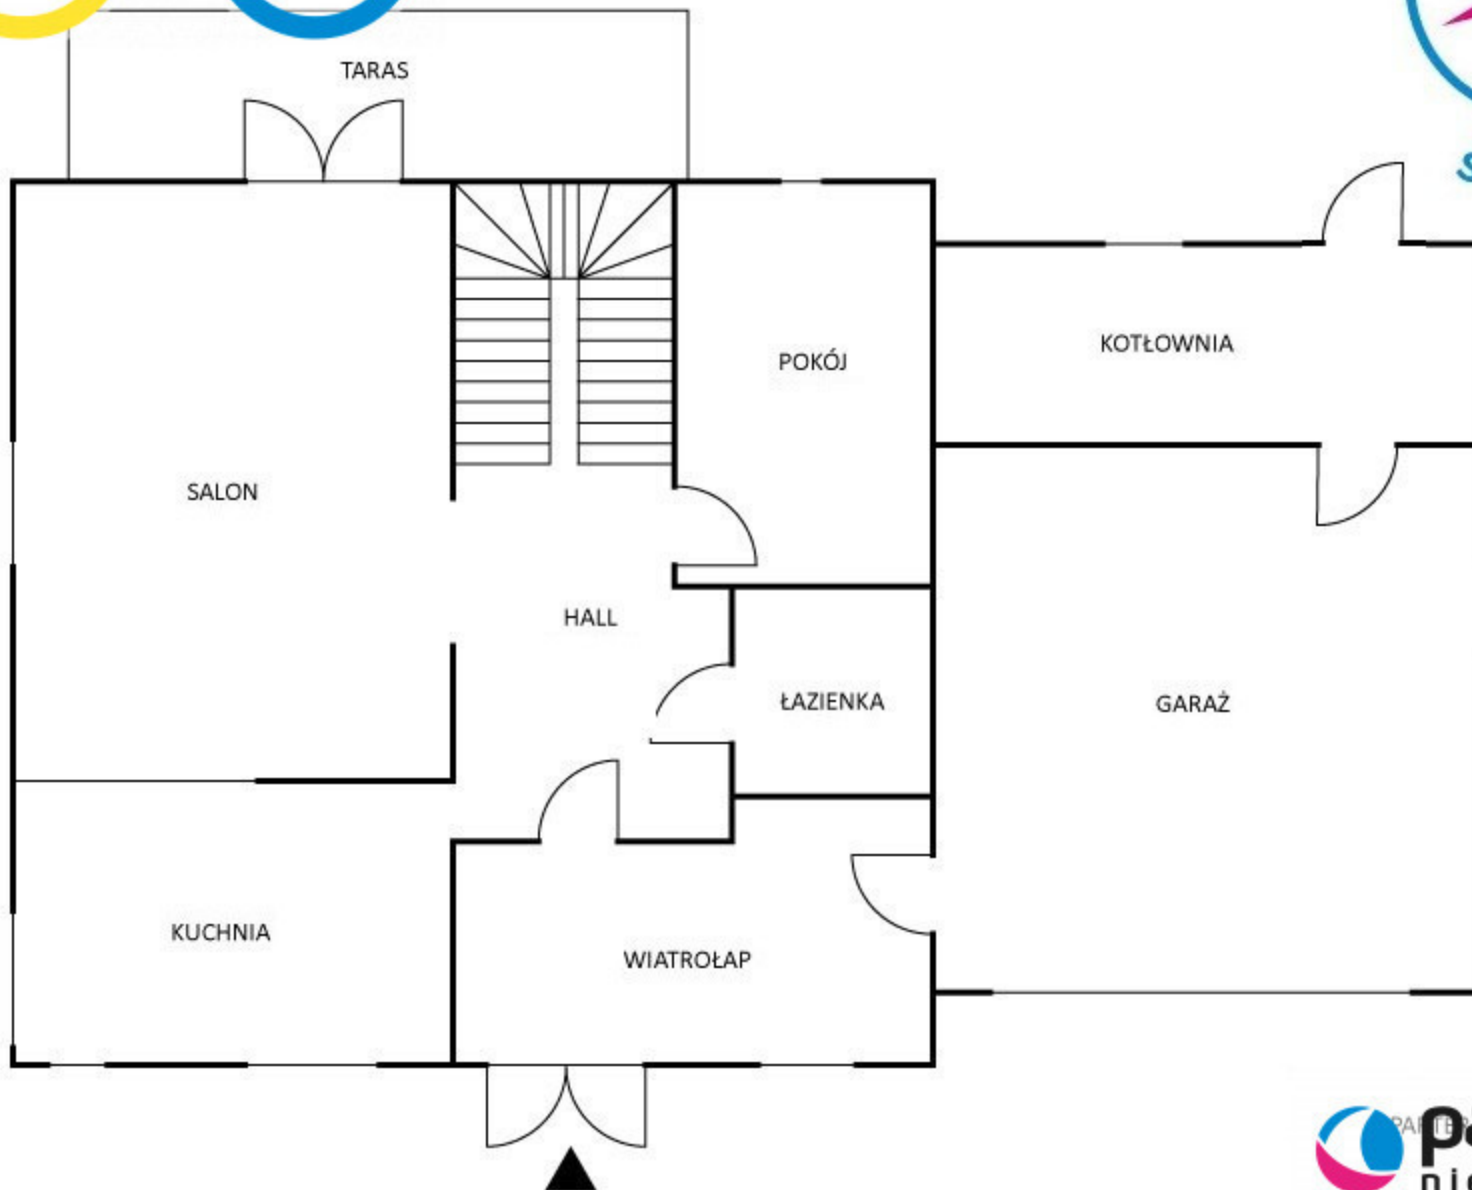 TARAS
POKÓJ
KOTŁOWNIA
SALON
HALL
ŁAZIENKA
GARAŻ
KUCHNIA
WIATROŁAP